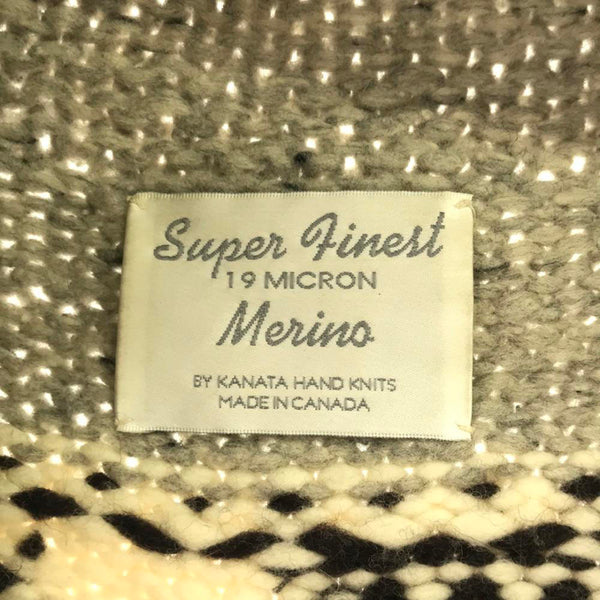 Super Finest
19 MICRON
Merino
BY KANATA HAND KNITS
MADE IN CANADA